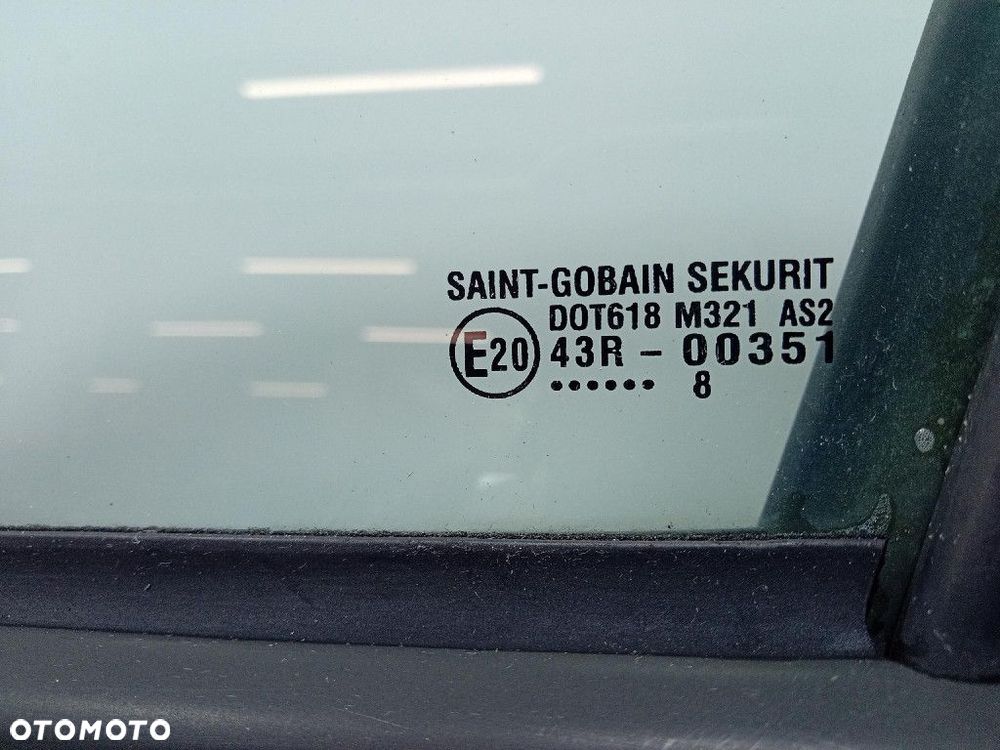 SAINT-GOBAIN SEKURIT
DOT618 M321 AS2
E20 43R - 00351
•••••• 8
OTOMOTO